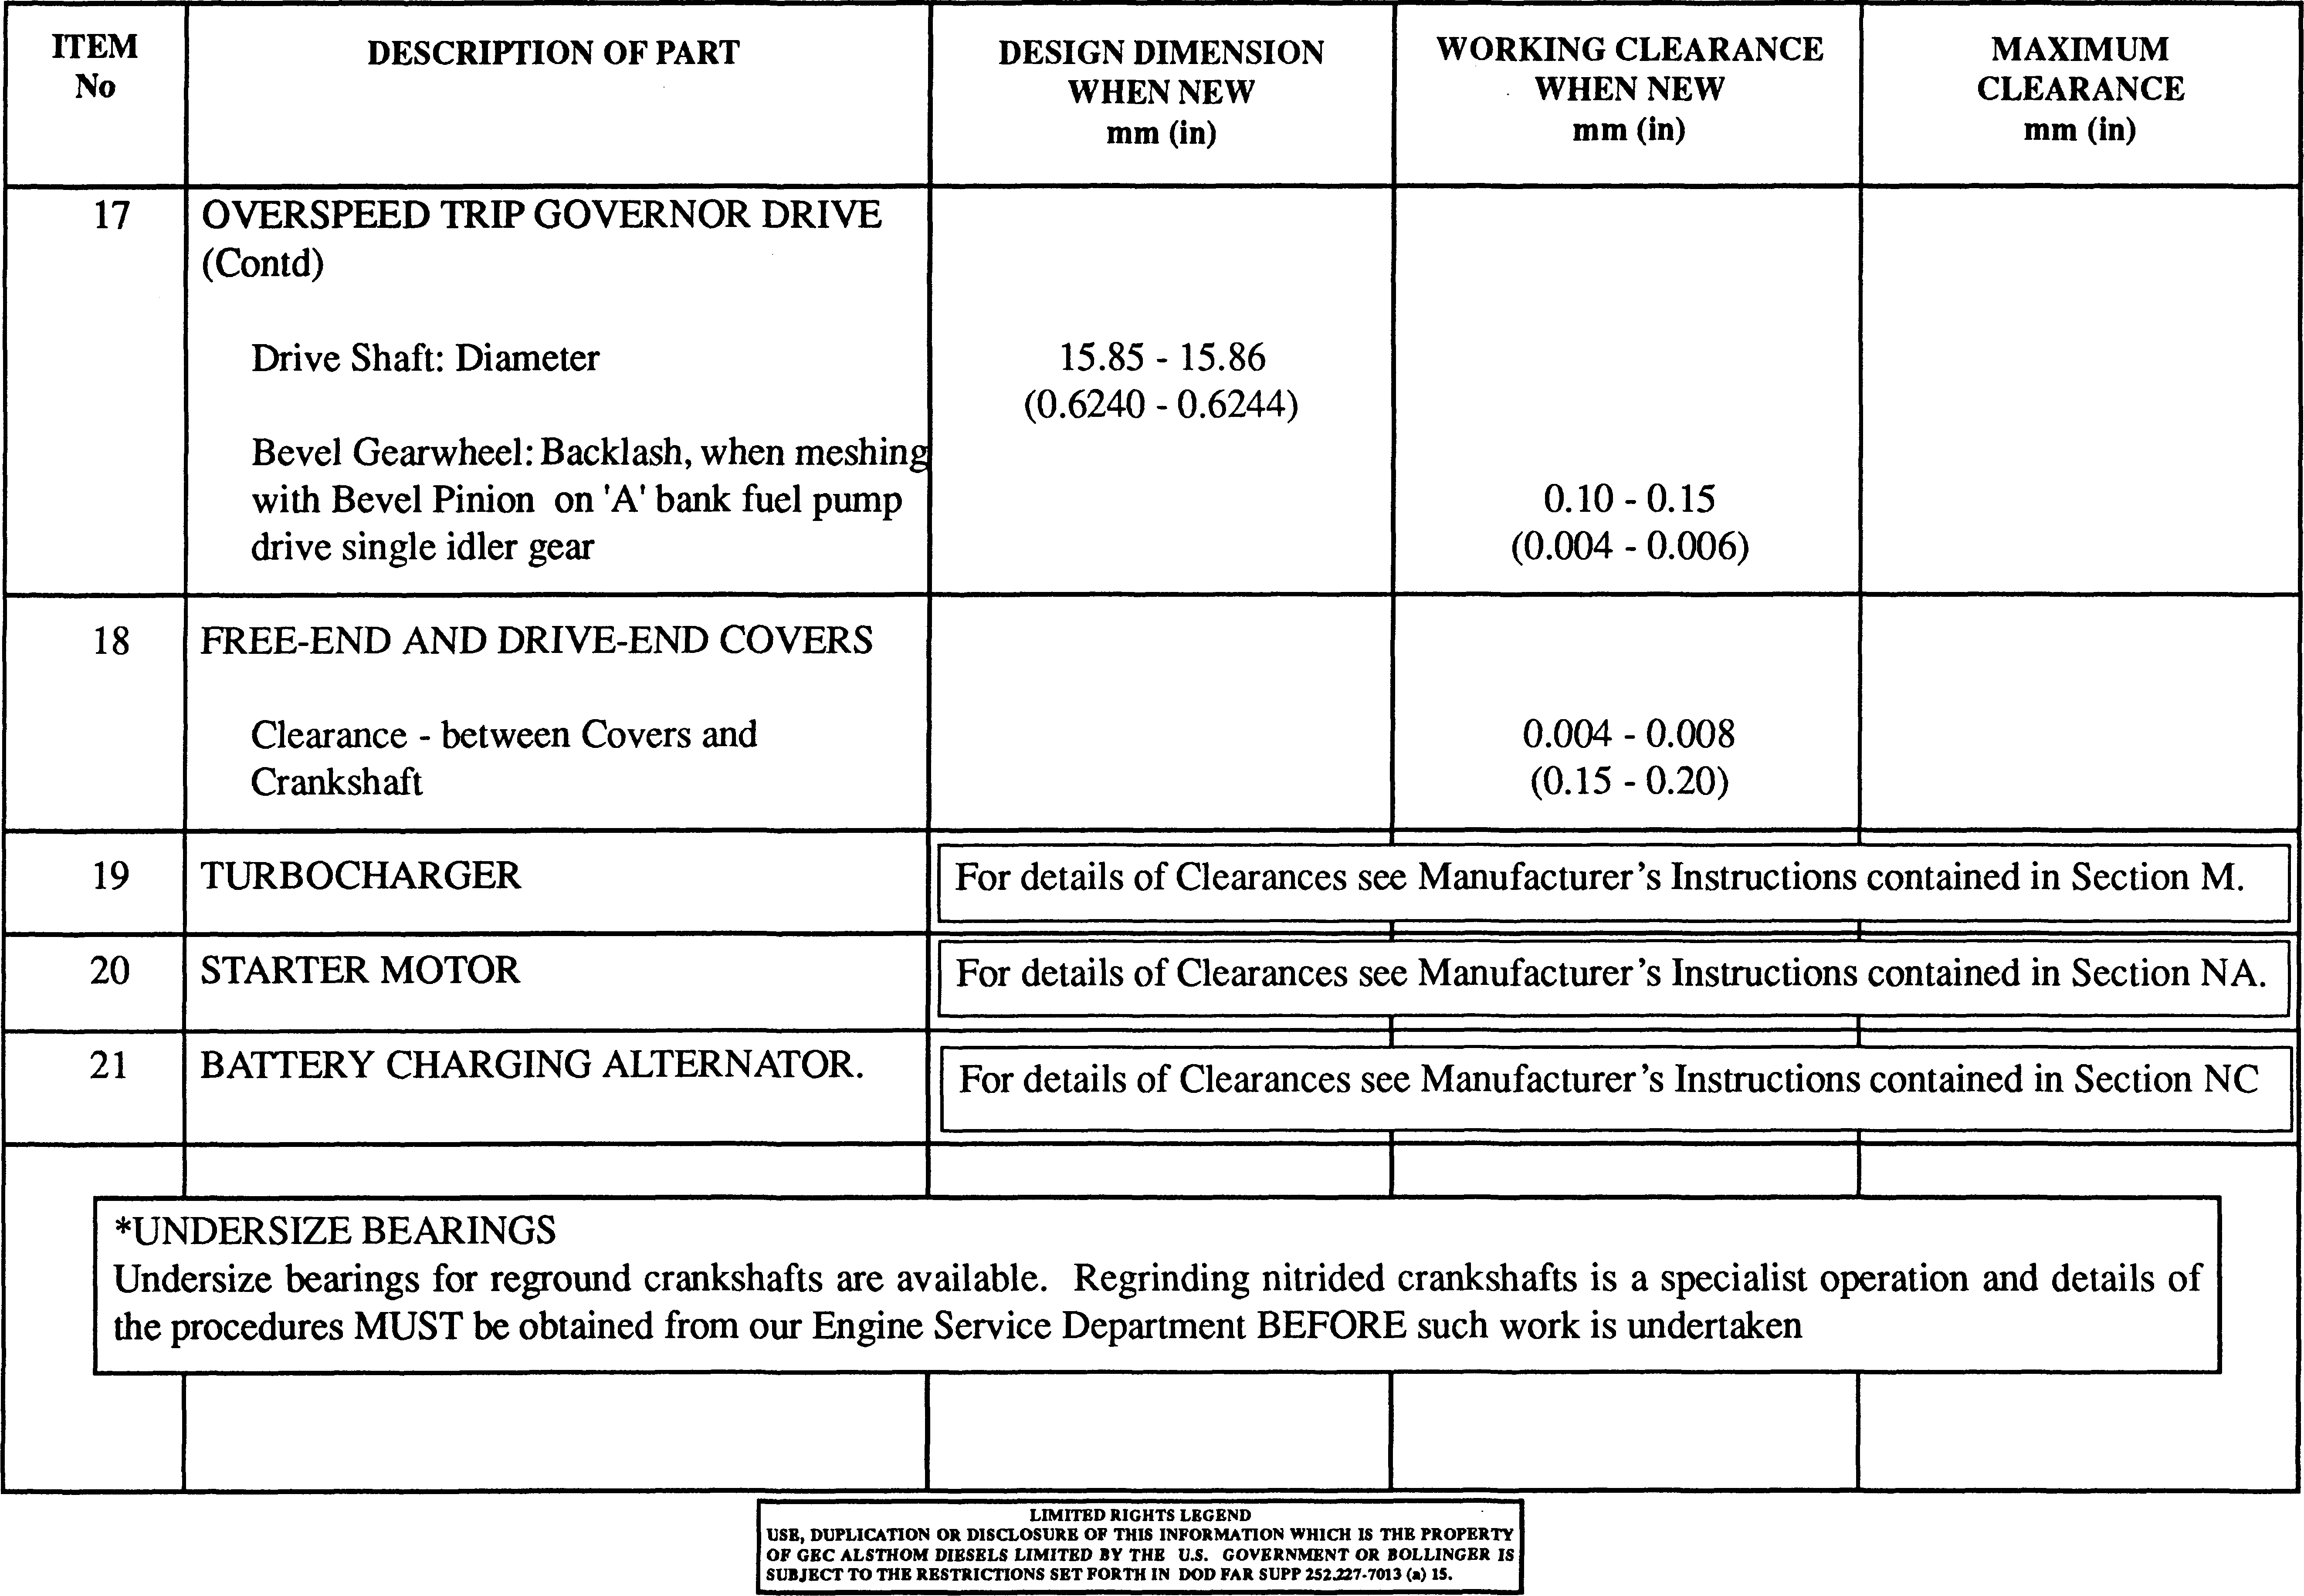 ITEM
No
DESCRIPTION OF PART
DESIGN DIMENSION
WHEN NEW
mm (in)
WORKING CLEARANCE
WHEN NEW
mm (in)
MAXIMUM
CLEARANCE
mm (in)
17
OVERSPEED TRIP GOVERNOR DRIVE
(Contd)
Drive Shaft: Diameter
15.85 - 15.86
(0.6240 - 0.6244)
Bevel Gearwheel: Backlash, when meshing
with Bevel Pinion on 'A' bank fuel pump
drive single idler gear
0.10 - 0.15
(0.004 - 0.006)
18
FREE-END AND DRIVE-END COVERS
Clearance - between Covers and
Crankshaft
0.004 - 0.008
(0.15 - 0.20)
19
TURBOCHARGER
For details of Clearances see Manufacturer's Instructions contained in Section M.
20
STARTER MOTOR
For details of Clearances see Manufacturer's Instructions contained in Section NA.
21
BATTERY CHARGING ALTERNATOR.
For details of Clearances see Manufacturer's Instructions contained in Section NC
*UNDERSIZE BEARINGS
Undersize bearings for reground crankshafts are available. Regrinding nitrided crankshafts is a specialist operation and details of
the procedures MUST be obtained from our Engine Service Department BEFORE such work is undertaken
LIMITED RIGHTS LEGEND
USE, DUPLICATION OR DISCLOSURE OF THIS INFORMATION WHICH IS THE PROPERTY
OF GEC ALSTHOM DIESELS LIMITED BY THE U.S. GOVERNMENT OR BOLLINGER IS
SUBJECT TO THE RESTRICTIONS SET FORTH IN DOD FAR SUPP 252.227-7013 (a) 15.